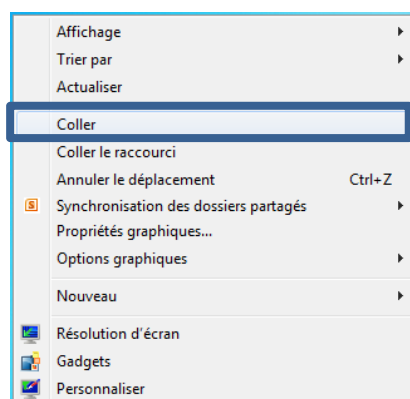 Affichage
Trier par
Actualiser
Coller
Coller le raccourci
Annuler le déplacement Ctrl+Z
Synchronisation des dossiers partagés
Propriétés graphiques...
Options graphiques
Nouveau
Résolution d'écran
Gadgets
Personnaliser